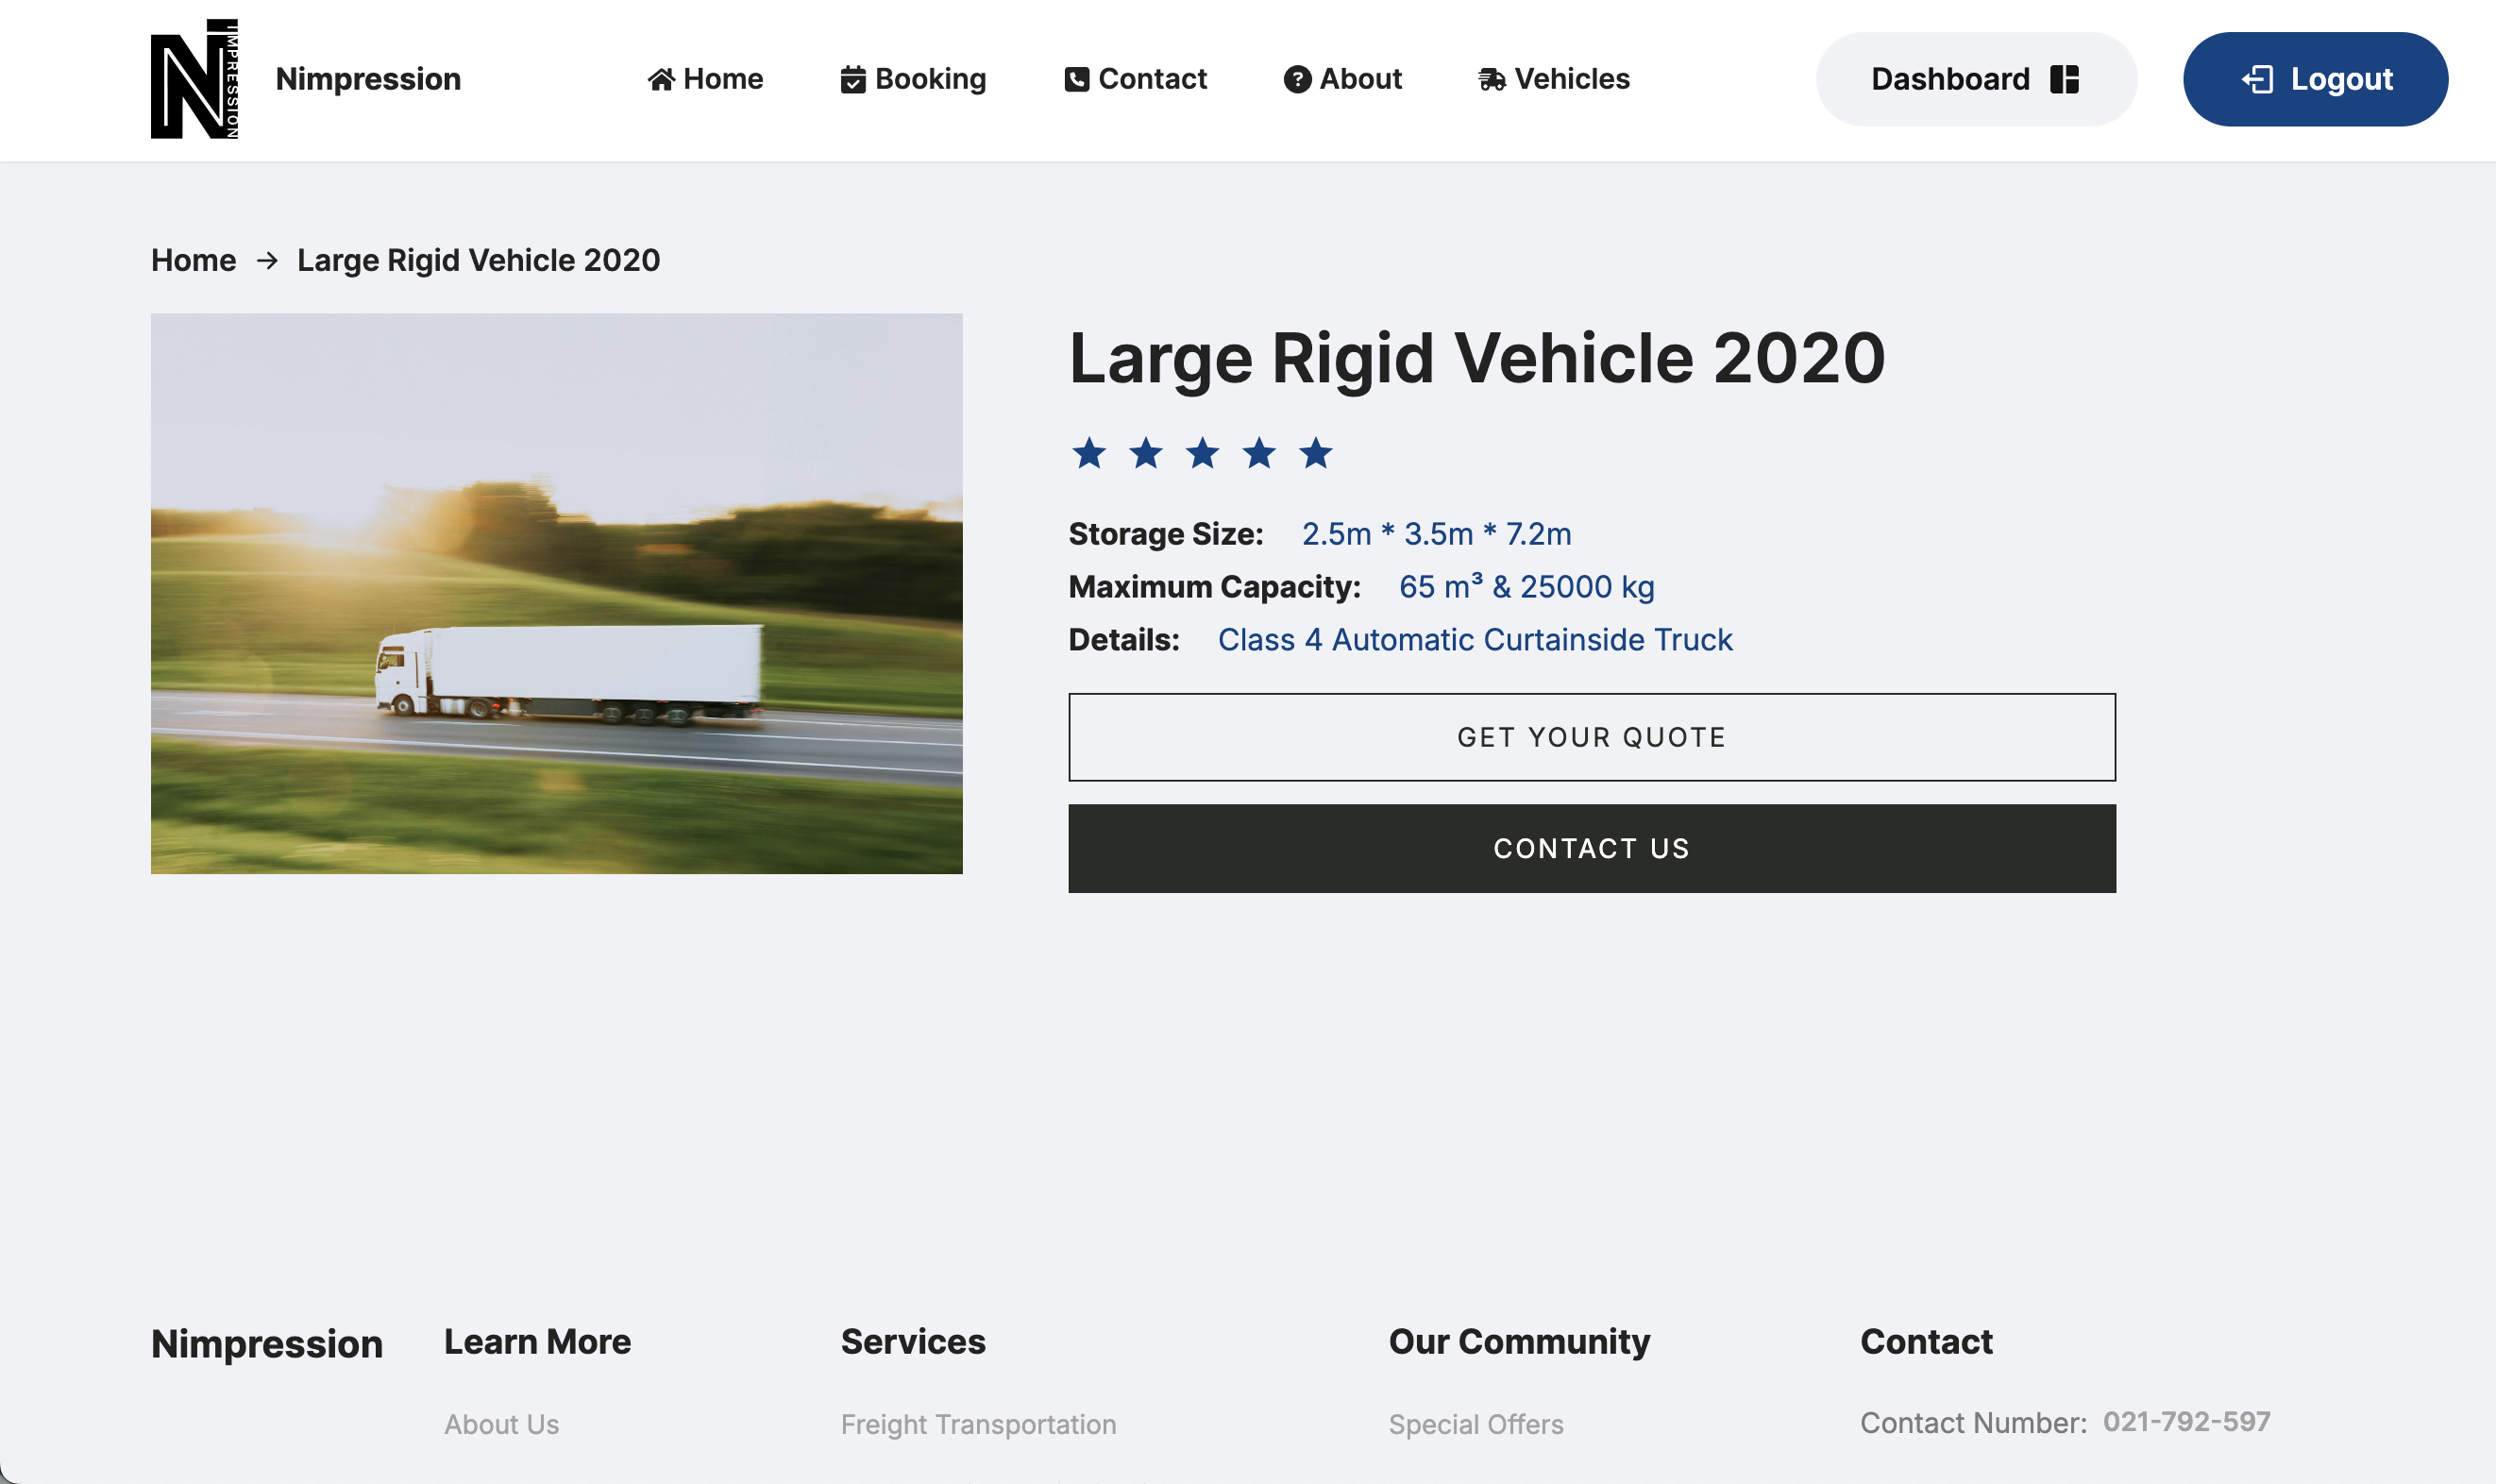 NIMPRESSION
Nimpression
Home
Booking
Contact
About
Vehicles
Dashboard
Logout
Home → Large Rigid Vehicle 2020
Large Rigid Vehicle 2020
Storage Size: 2.5m * 3.5m * 7.2m
Maximum Capacity: 65 m³ & 25000 kg
Details: Class 4 Automatic Curtainside Truck
GET YOUR QUOTE
CONTACT US
Nimpression
Learn More
About Us
Services
Freight Transportation
Our Community
Special Offers
Contact
Contact Number: 021-792-597